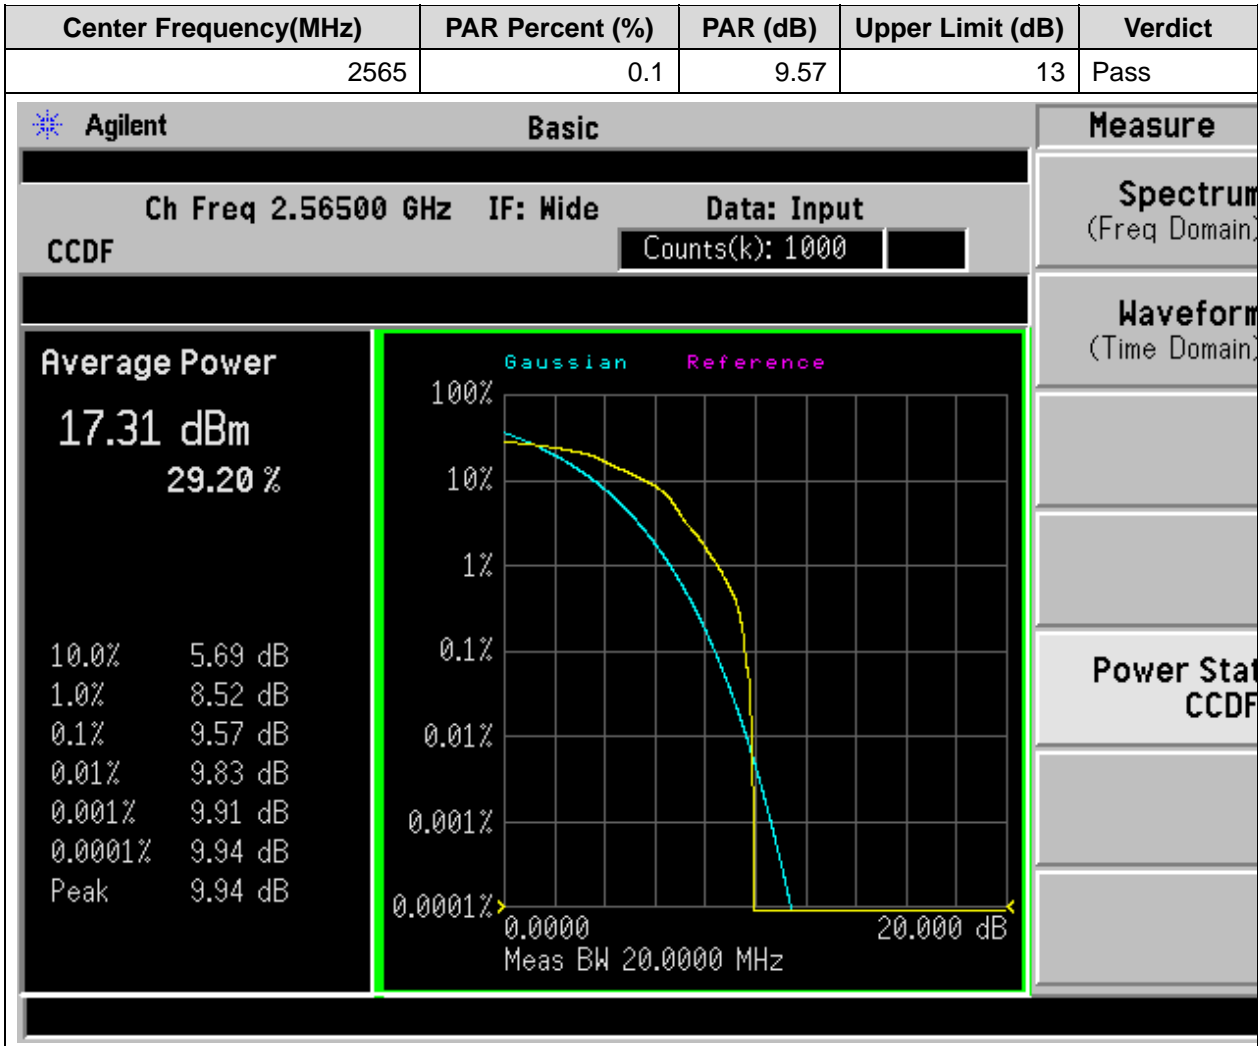 Center Frequency(MHz) PAR Percent (%) PAR (dB) Upper Limit (dB) Verdict
2565 0.1 9.57 13 Pass
Agilent Basic Measure
Ch Freq 2.56500 GHz IF: Wide Data: Input
CCDF Counts(k): 1000
Spectrum
(Freq Domain)
Waveform
(Time Domain)
Power Stat
CCDF
Average Power
17.31 dBm
29.20 %
10.0% 5.69 dB
1.0% 8.52 dB
0.1% 9.57 dB
0.01% 9.83 dB
0.001% 9.91 dB
0.0001% 9.94 dB
Peak 9.94 dB
Gaussian Reference
100%
10%
1%
0.1%
0.01%
0.001%
0.0001%
0.0000 20.000 dB
Meas BW 20.0000 MHz